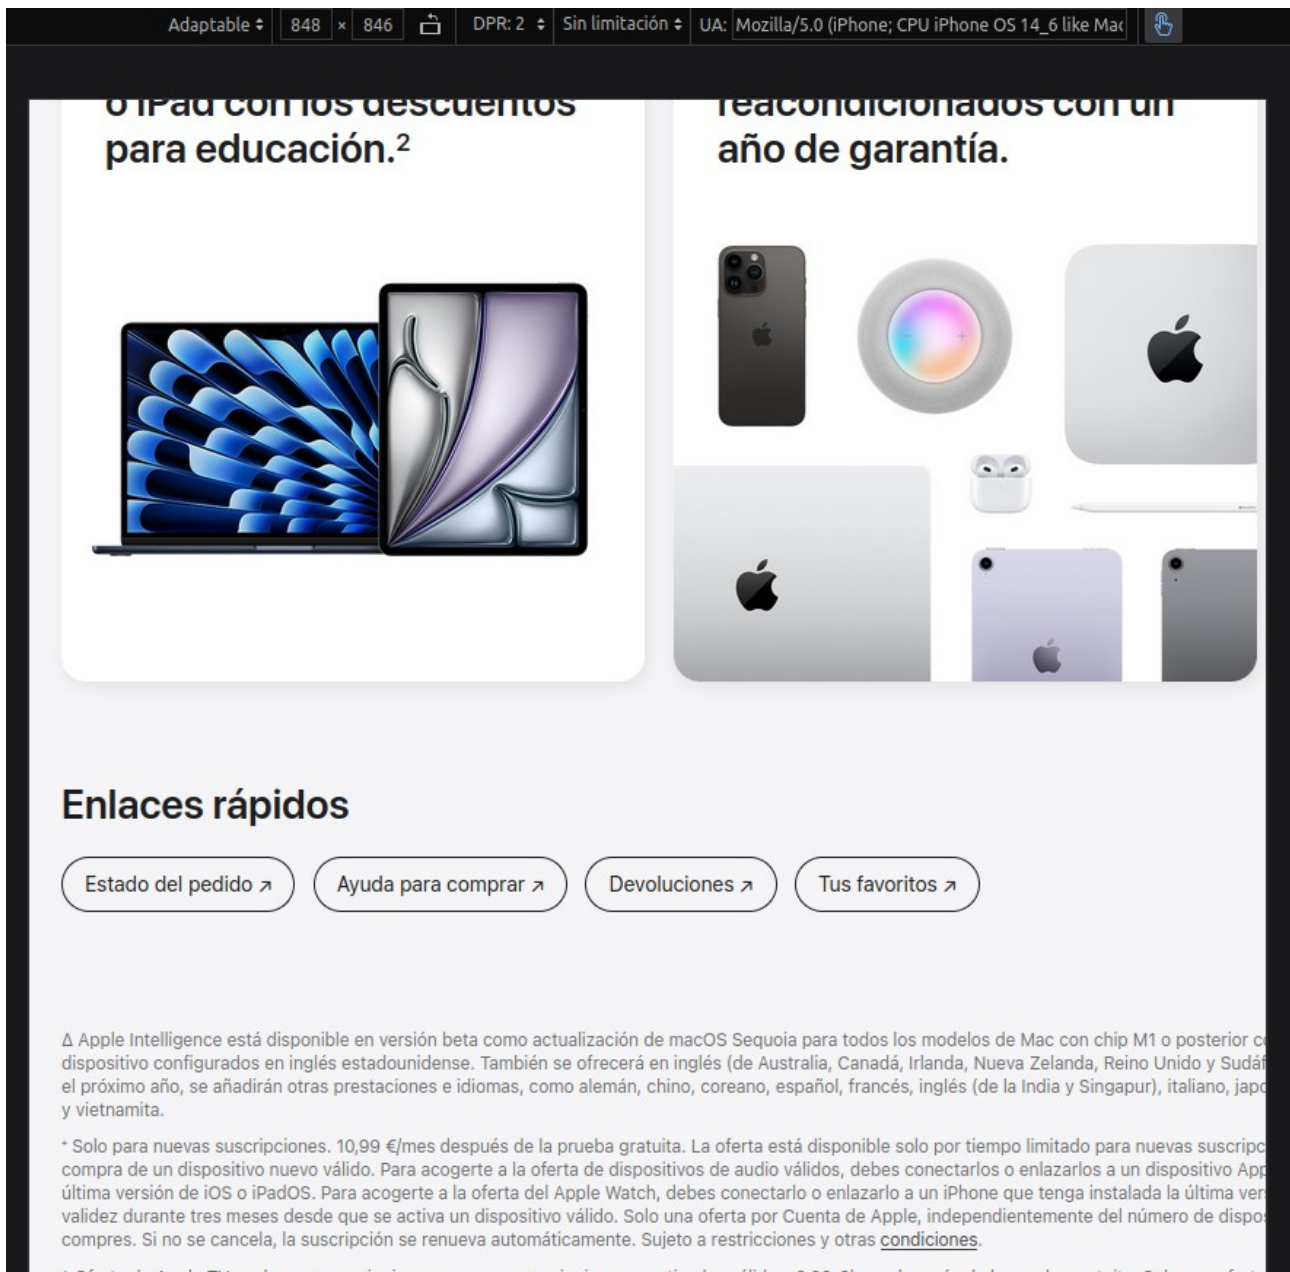 Adaptable 848 × 846 DPR: 2 Sin limitación UA: Mozilla/5.0 (iPhone; CPU iPhone OS 14_6 like Mac
o iPad con los descuentos
para educación.²
reacondicionados con un
año de garantía.
Enlaces rápidos
Estado del pedido ↗
Ayuda para comprar ↗
Devoluciones ↗
Tus favoritos ↗
Δ Apple Intelligence está disponible en versión beta como actualización de macOS Sequoia para todos los modelos de Mac con chip M1 o posterior
dispositivo configurados en inglés estadounidense. También se ofrecerá en inglés (de Australia, Canadá, Irlanda, Nueva Zelanda, Reino Unido y
el próximo año, se añadirán otras prestaciones e idiomas, como alemán, chino, coreano, español, francés, inglés (de la India y Singapur), italiano,
y vietnamita.
⁺ Solo para nuevas suscripciones. 10,99 €/mes después de la prueba gratuita. La oferta está disponible solo por tiempo limitado para nuevas
compra de un dispositivo nuevo válido. Para acogerte a la oferta de dispositivos de audio válidos, debes conectarlos o enlazarlos a un dispositivo
última versión de iOS o iPadOS. Para acogerte a la oferta del Apple Watch, debes conectarlo o enlazarlo a un iPhone que tenga instalada la última
validez durante tres meses desde que se activa un dispositivo válido. Solo una oferta por Cuenta de Apple, independientemente del número de
compres. Si no se cancela, la suscripción se renueva automáticamente. Sujeto a restricciones y otras condiciones.